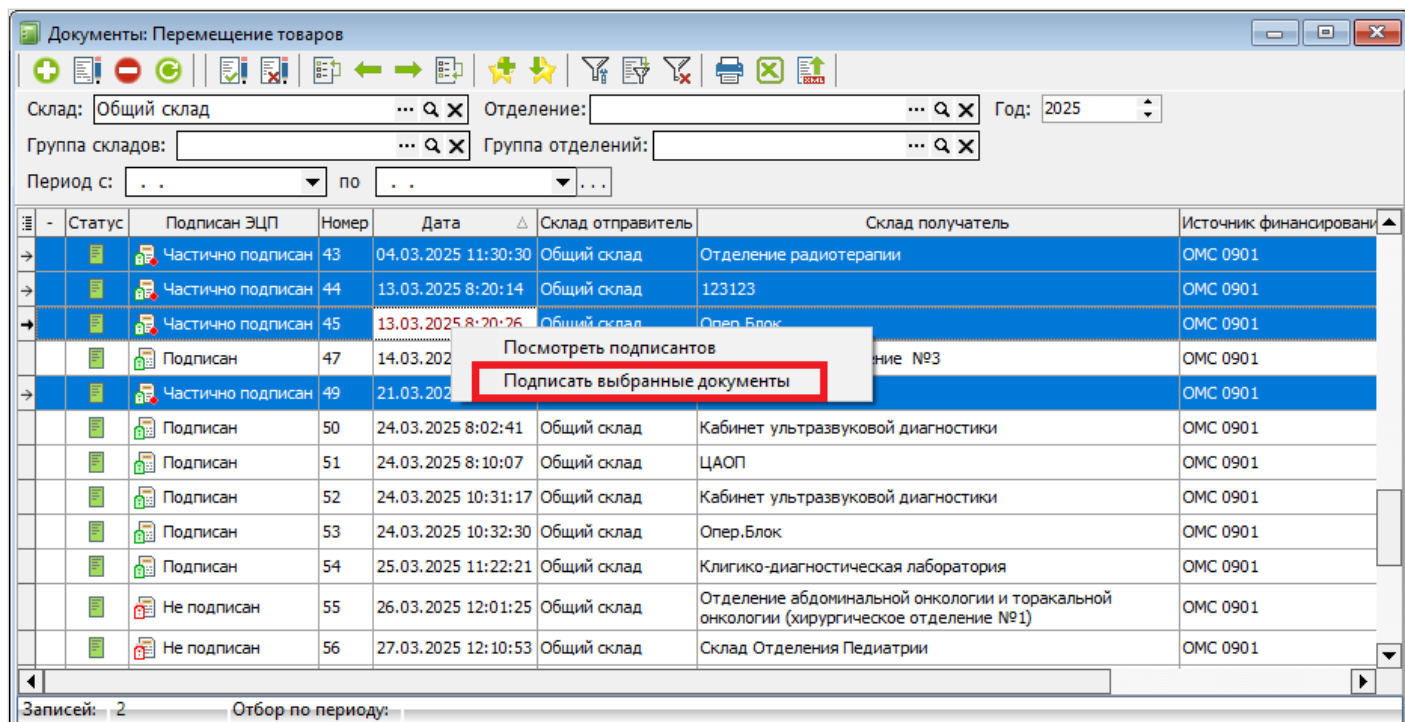 Документы: Перемещение товаров
XML
Склад: Общий склад ... Отделение: ... Год: 2025
Группа складов: ... Группа отделений: ...
Период с: . . по . . ...
- Статус Подписан ЭЦП Номер Дата Склад отправитель Склад получатель Источник финансировани
Частично подписан 43 04.03.2025 11:30:30 Общий склад Отделение радиотерапии ОМС 0901
Частично подписан 44 13.03.2025 8:20:14 Общий склад 123123 ОМС 0901
Частично подписан 45 13.03.2025 8:20:26 Общий склад Опер.Блок ОМС 0901
Посмотреть подписантов
Подписан 47 14.03.202 ние №3 ОМС 0901
Подписать выбранные документы
Частично подписан 49 21.03.202 ОМС 0901
Подписан 50 24.03.2025 8:02:41 Общий склад Кабинет ультразвуковой диагностики ОМС 0901
Подписан 51 24.03.2025 8:10:07 Общий склад ЦАОП ОМС 0901
Подписан 52 24.03.2025 10:31:17 Общий склад Кабинет ультразвуковой диагностики ОМС 0901
Подписан 53 24.03.2025 10:32:30 Общий склад Опер.Блок ОМС 0901
Подписан 54 25.03.2025 11:22:21 Общий склад Клигико-диагностическая лаборатория ОМС 0901
Не подписан 55 26.03.2025 12:01:25 Общий склад Отделение абдоминальной онкологии и торакальной
онкологии (хирургическое отделение №1) ОМС 0901
Не подписан 56 27.03.2025 12:10:53 Общий склад Склад Отделения Педиатрии ОМС 0901
Записей: 2 Отбор по периоду: